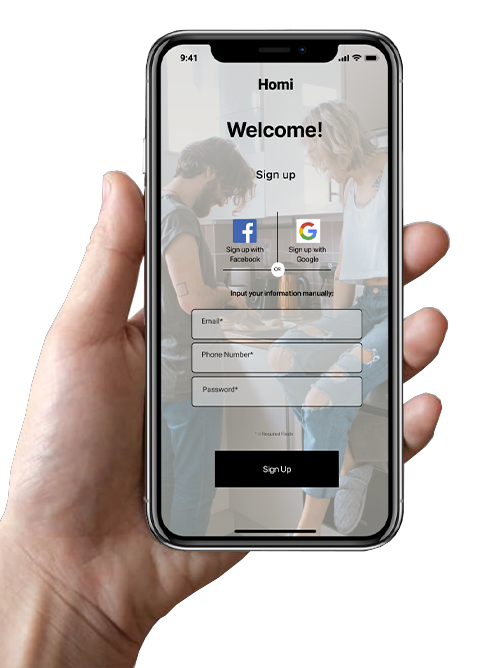 9:41
Homi
Welcome!
Sign up
Sign up with Facebook
Sign up with Google
OR
Input your information manually:
Email*
Phone Number*
Password*
Required Fields
Sign Up